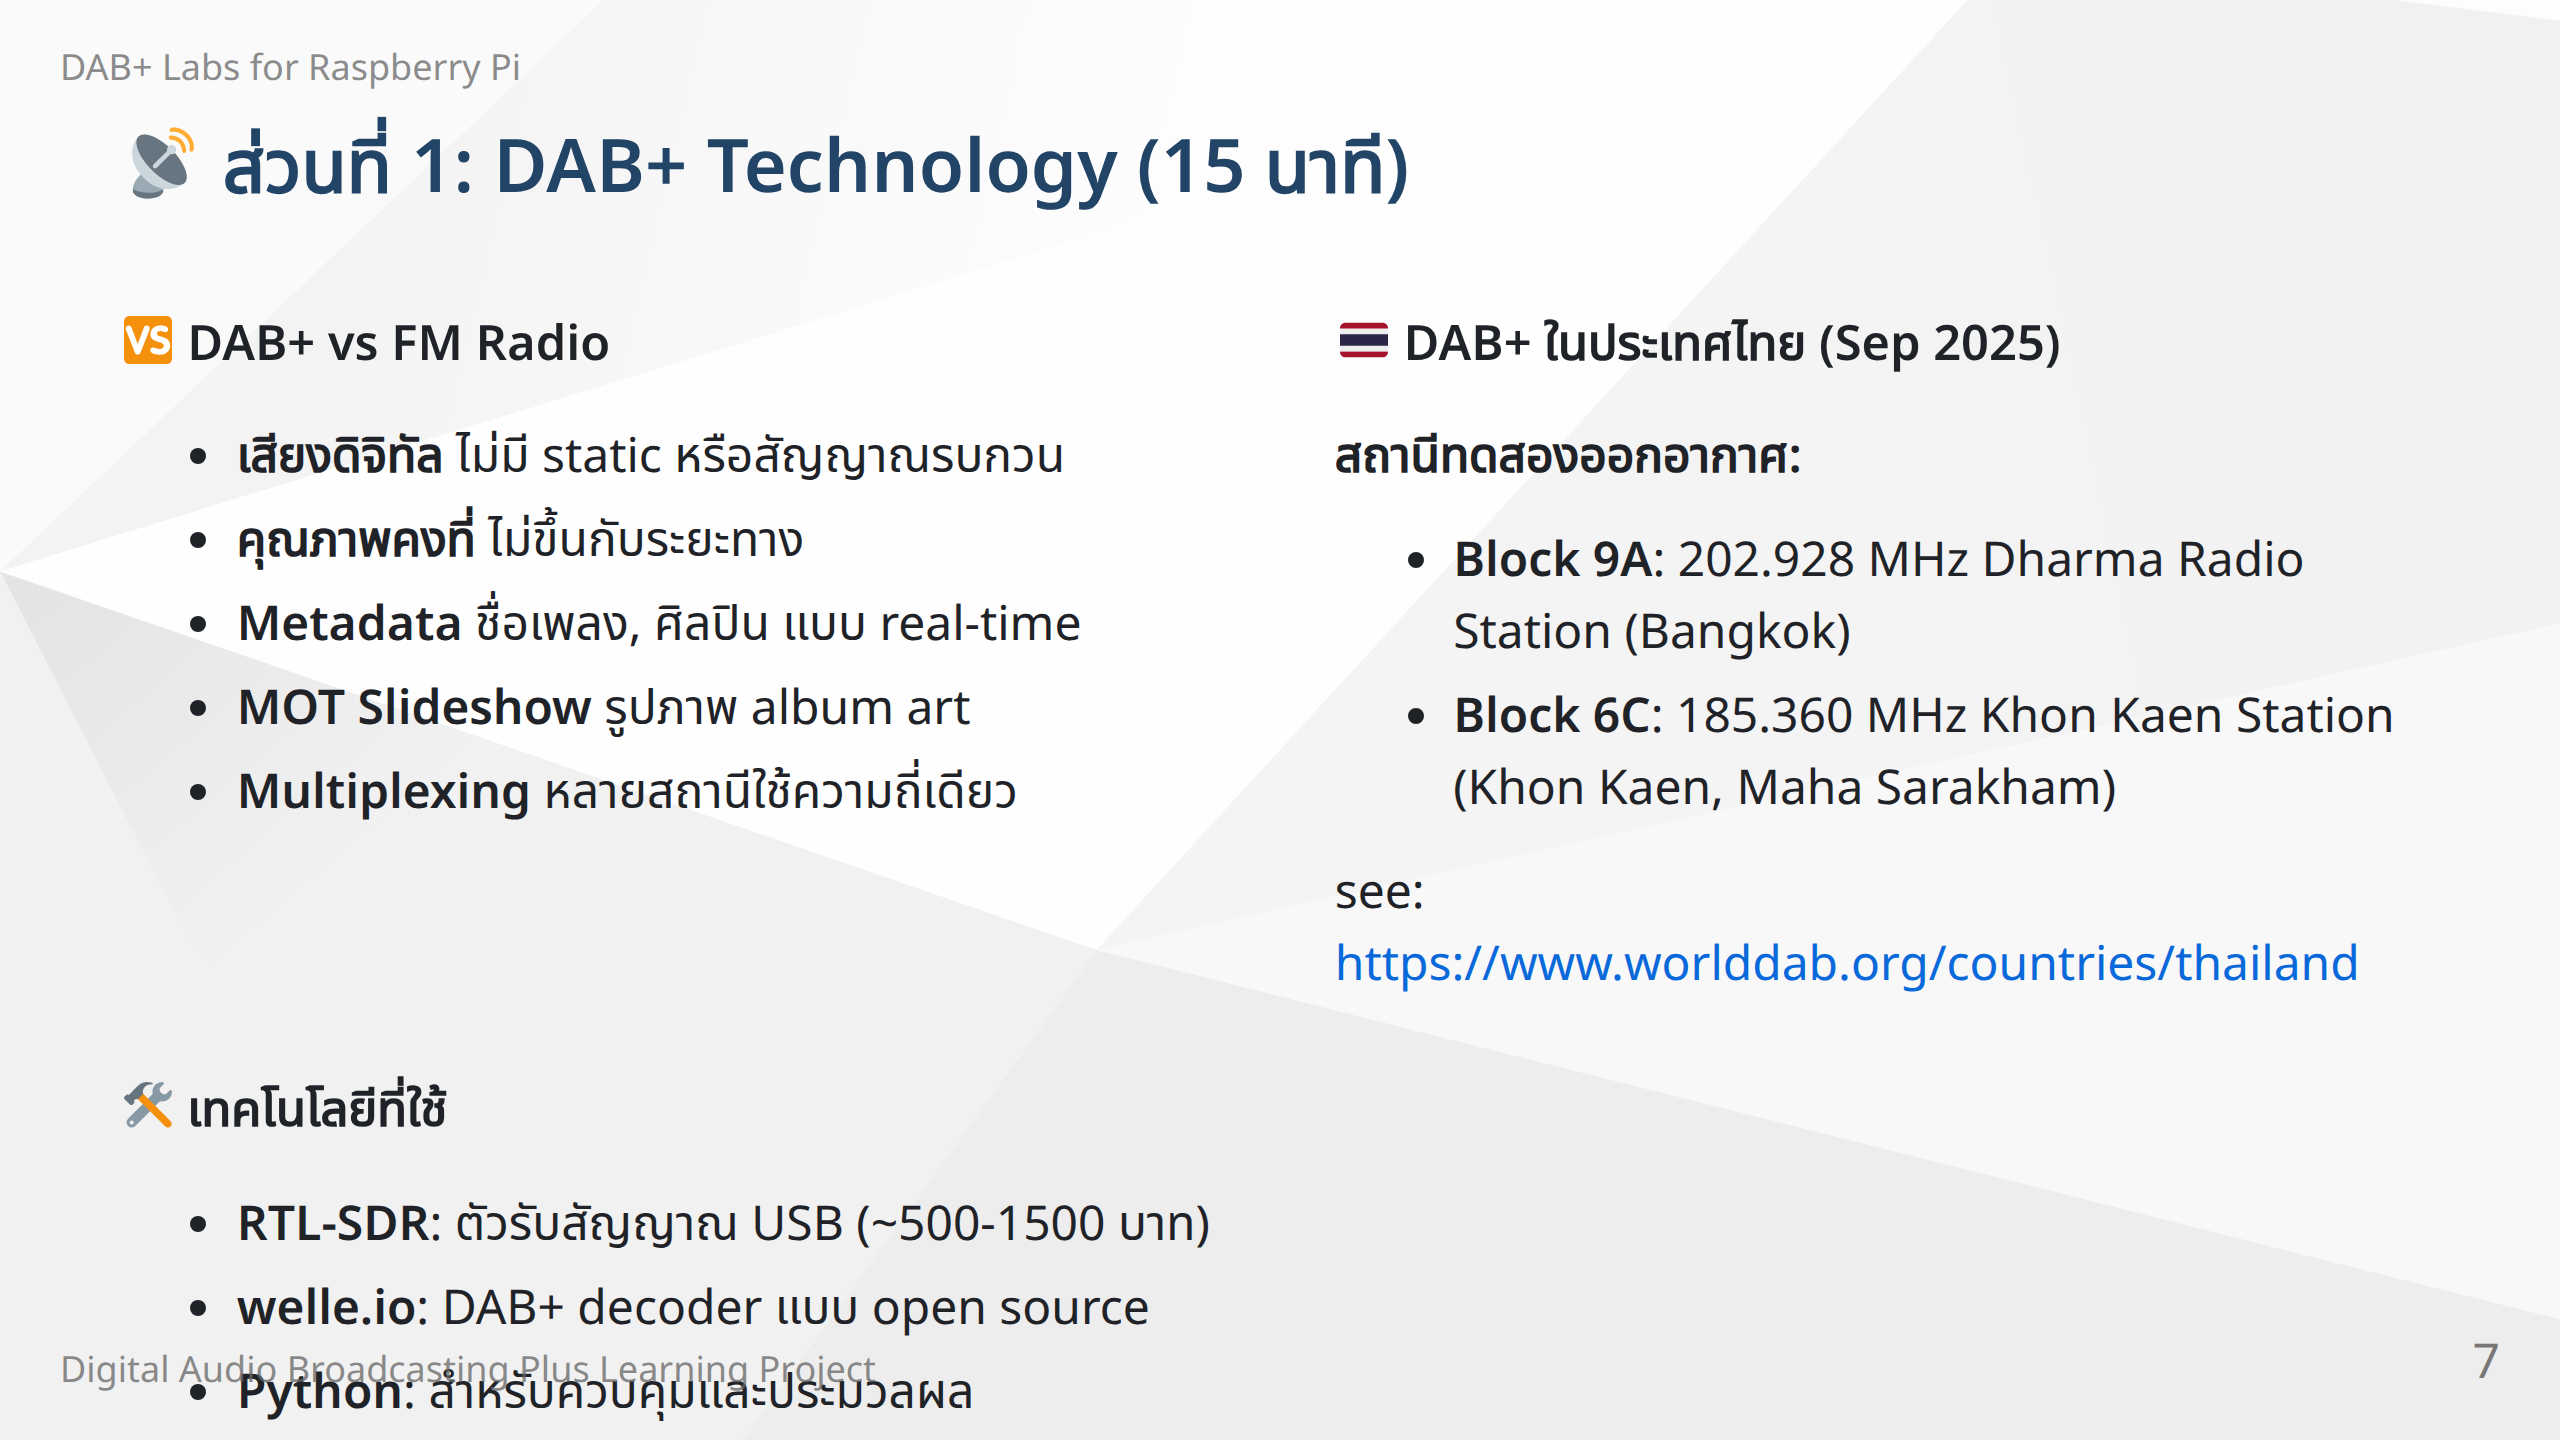 DAB+ Labs for Raspberry Pi
ส่วนที่ 1: DAB+ Technology (15 นาที)
VS DAB+ vs FM Radio
• เสียงดิจิทัล ไม่มี static หรือสัญญาณรบกวน
• คุณภาพคงที่ ไม่ขึ้นกับระยะทาง
• Metadata ชื่อเพลง, ศิลปิน แบบ real-time
• MOT Slideshow รูปภาพ album art
• Multiplexing หลายสถานีใช้ความถี่เดียว
DAB+ ในประเทศไทย (Sep 2025)
สถานีทดสองออกอากาศ:
• Block 9A: 202.928 MHz Dharma Radio
Station (Bangkok)
• Block 6C: 185.360 MHz Khon Kaen Station
(Khon Kaen, Maha Sarakham)
see:
https://www.worlddab.org/countries/thailand
เทคโนโลยีที่ใช้
• RTL-SDR: ตัวรับสัญญาณ USB (~500-1500 บาท)
• welle.io: DAB+ decoder แบบ open source
• Python: สำหรับควบคุมและประมวลผล
Digital Audio Broadcasting Plus Learning Project
7